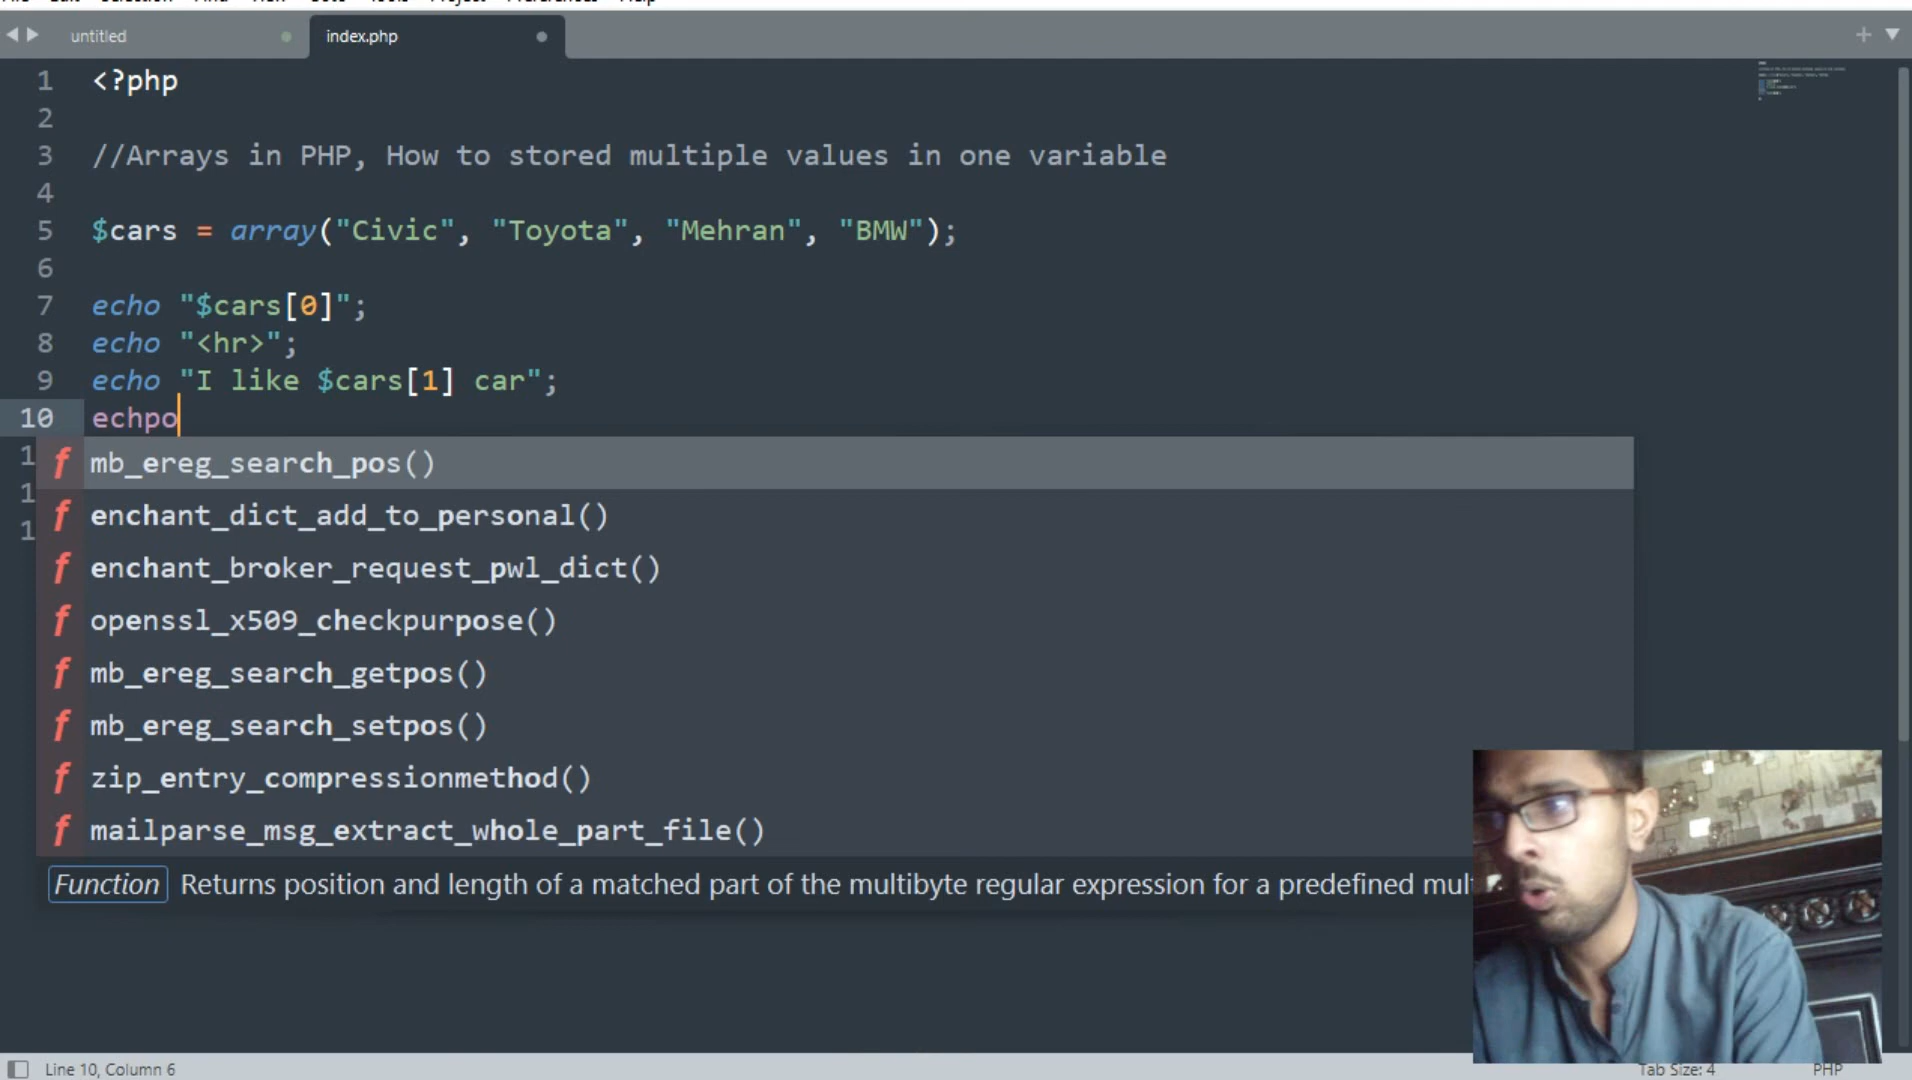 untitled
index.php
1 <?php
2
3 //Arrays in PHP, How to stored multiple values in one variable
4
5 $cars = array("Civic", "Toyota", "Mehran", "BMW");
6
7 echo "$cars[0]";
8 echo "<hr>";
9 echo "I like $cars[1] car";
10 echpo
1 f mb_ereg_search_pos()
1 f enchant_dict_add_to_personal()
1 f enchant_broker_request_pwl_dict()
f openssl_x509_checkpurpose()
f mb_ereg_search_getpos()
f mb_ereg_search_setpos()
f zip_entry_compressionmethod()
f mailparse_msg_extract_whole_part_file()
Function Returns position and length of a matched part of the multibyte regular expression for a predefined mul
Line 10, Column 6
Tab Size: 4
PHP